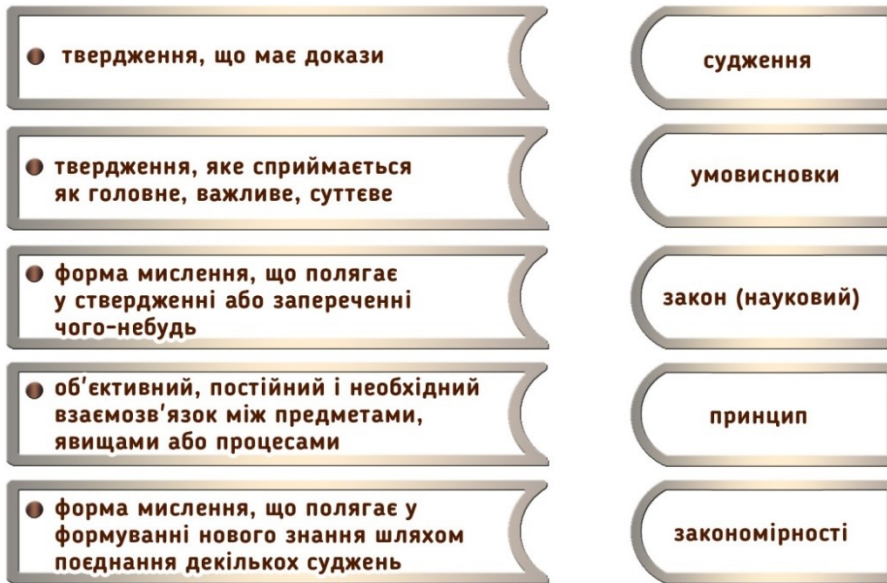 твердження, що має докази
судження
твердження, яке сприймається
як головне, важливе, суттєве
умовисновки
форма мислення, що полягає
у ствердженні або запереченні
чого-небудь
закон (науковий)
об'єктивний, постійний і необхідний
взаємозв'язок між предметами,
явищами або процесами
принцип
форма мислення, що полягає у
формуванні нового знання шляхом
поєднання декількох суджень
закономірності